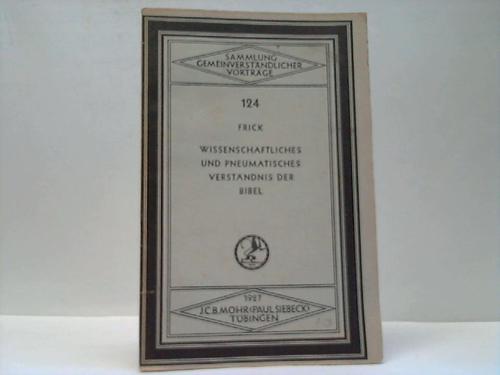 SAMMLUNG
GEMEINVERSTÄNDLICHER
VORTRÄGE
124
FRICK
WISSENSCHAFTLICHES
UND PNEUMATISCHES
VERSTÄNDNIS DER
BIBEL
1927
J.C.B.MOHR (PAUL SIEBECK)
TÜBINGEN